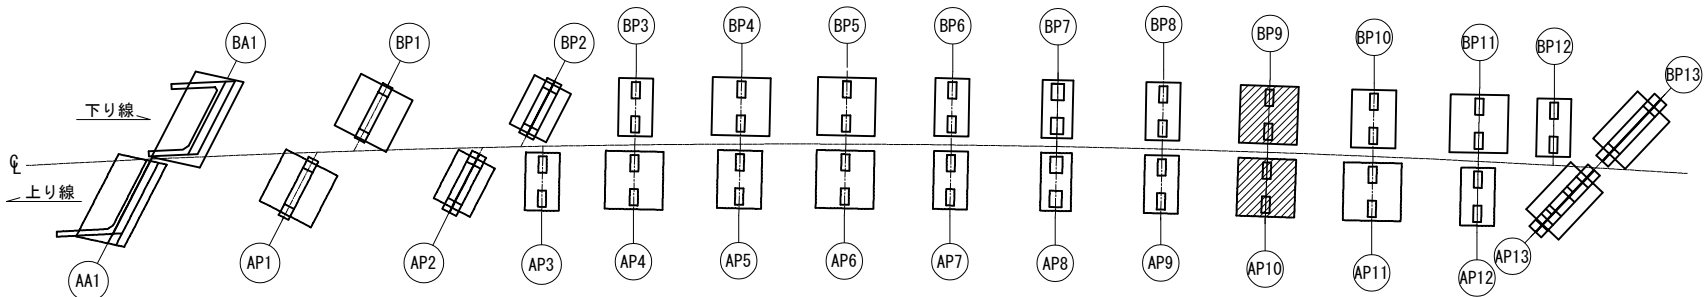 BA1
BP1
BP2
BP3
BP4
BP5
BP6
BP7
BP8
BP9
BP10
BP11
BP12
BP13
下り線
℄
上り線
AA1
AP1
AP2
AP3
AP4
AP5
AP6
AP7
AP8
AP9
AP10
AP11
AP12
AP13